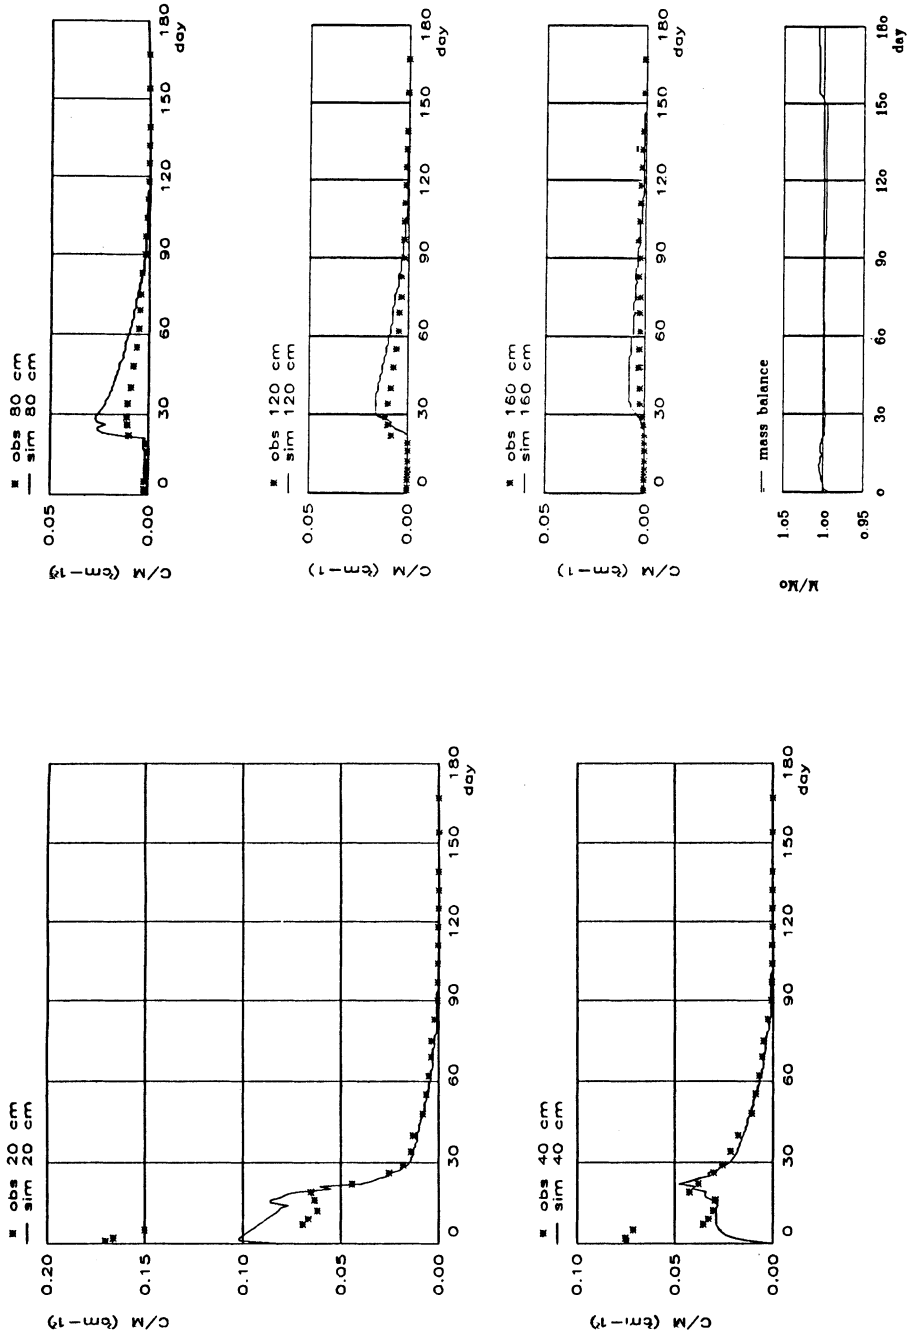 * obs 20 cm
— sim 20 cm
C/M (cm-1)
0.20
0.15
0.10
0.05
0.00
0 30 60 90 120 150 180
day
* obs 40 cm
— sim 40 cm
C/M (cm-1)
0.10
0.05
0.00
0 30 60 90 120 150 180
day
* obs 80 cm
— sim 80 cm
C/M (cm-1)
0.05
0.00
0 30 60 90 120 150 180
day
* obs 120 cm
— sim 120 cm
C/M (cm-1)
0.05
0.00
0 30 60 90 120 150 180
day
* obs 160 cm
— sim 160 cm
C/M (cm-1)
0.05
0.00
0 30 60 90 120 150 180
day
— mass balance
M/Mo
1.05
1.00
0.95
0 30 60 90 120 150 180
day